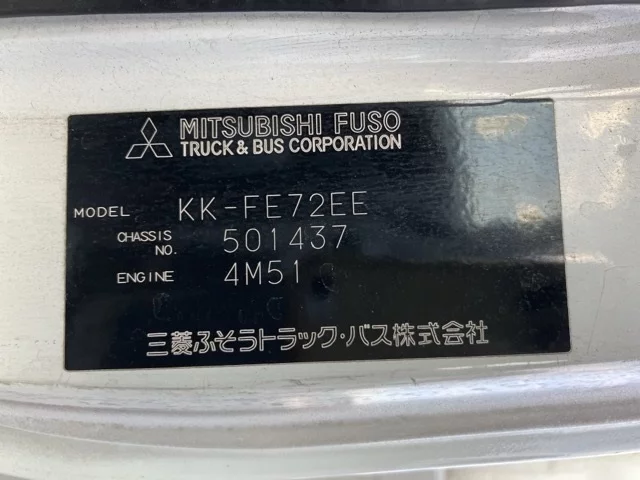 MITSUBISHI FUSO
TRUCK & BUS CORPORATION
MODEL KK-FE72EE
CHASSIS NO. 501437
ENGINE 4M51
三菱ふそうトラック・バス株式会社